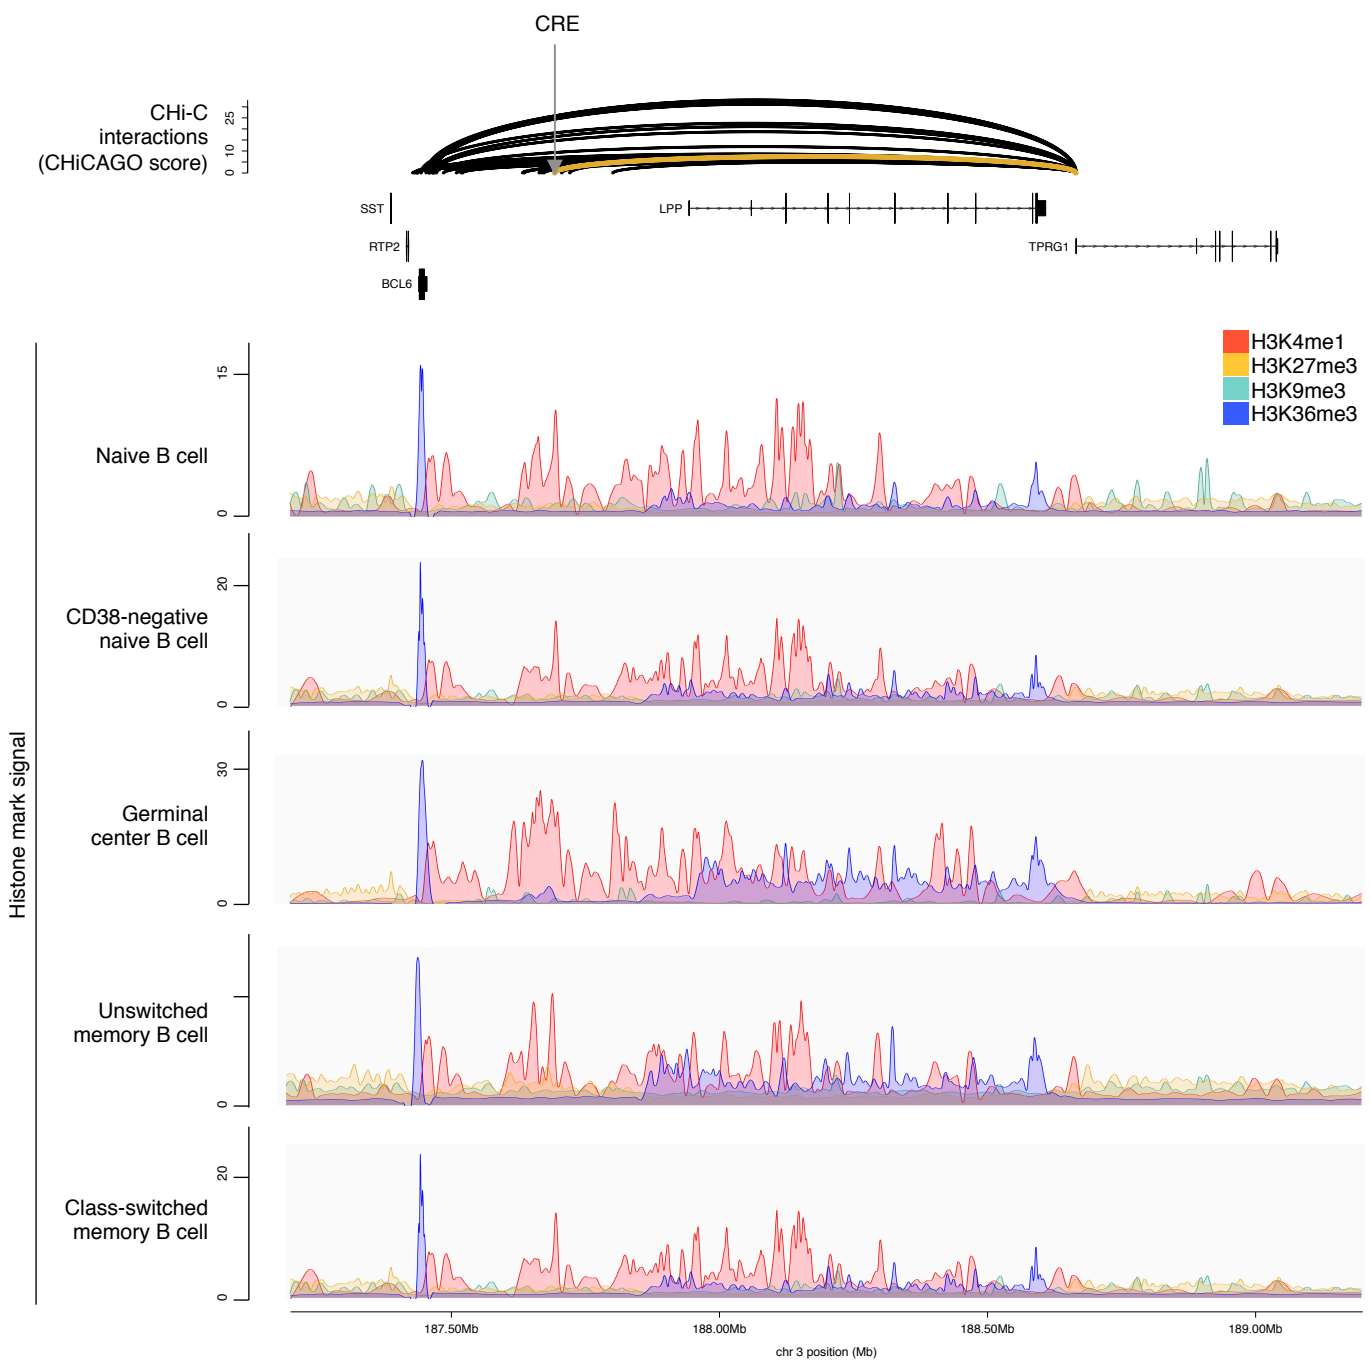 CRE
CHi-C
interactions
(CHiCAGO score)
25
10
0
SST
LPP
RTP2
TPRG1
BCL6
H3K4me1
H3K27me3
H3K9me3
H3K36me3
Histone mark signal
15
0
Naive B cell
20
0
CD38-negative
naive B cell
30
0
Germinal
center B cell
0
Unswitched
memory B cell
20
0
Class-switched
memory B cell
187.50Mb
188.00Mb
188.50Mb
189.00Mb
chr 3 position (Mb)